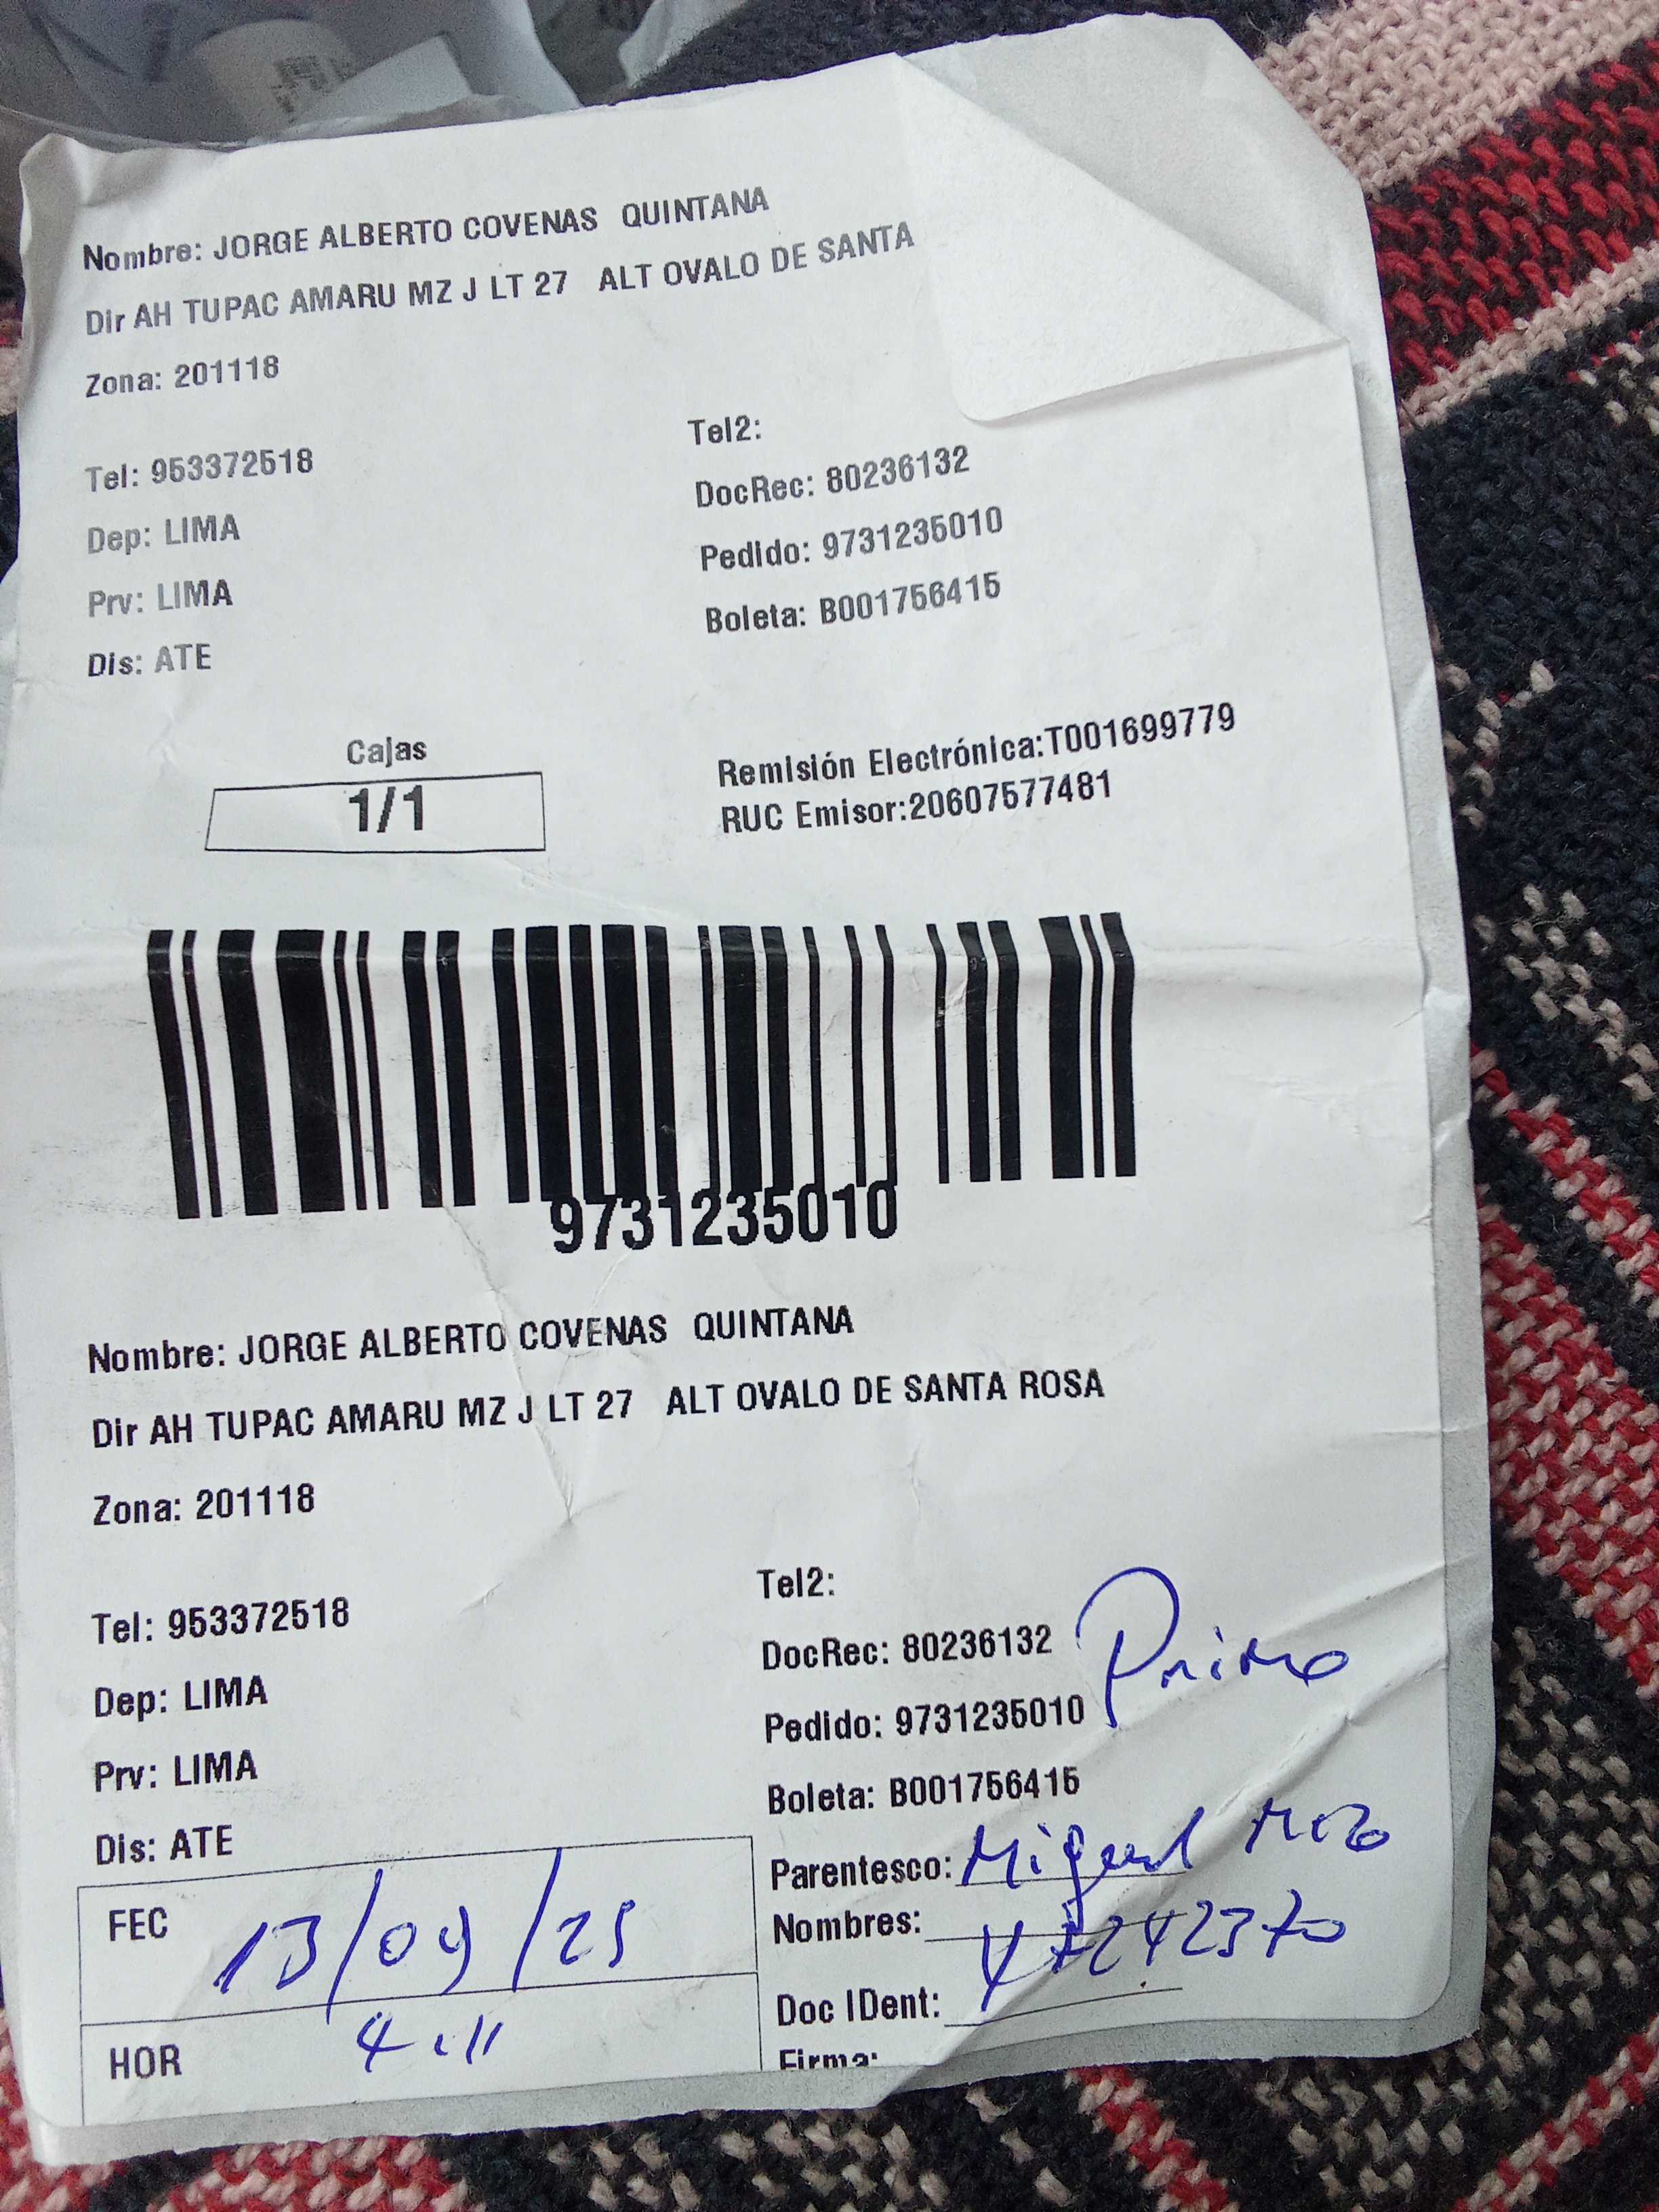 Nombre: JORGE ALBERTO COVENAS QUINTANA
Dir AH TUPAC AMARU MZ J LT 27 ALT OVALO DE SANTA
Zona: 201118
Tel2:
Tel: 953372518
DocRec: 80236132
Dep: LIMA
Pedido: 9731235010
Prv: LIMA
Boleta: B001756415
Dis: ATE
Cajas
1/1
Remisión Electrónica:T001699779
RUC Emisor:20607577481
9731235010
Nombre: JORGE ALBERTO COVENAS QUINTANA
Dir AH TUPAC AMARU MZ J LT 27 ALT OVALO DE SANTA ROSA
Zona: 201118
Tel2:
Tel: 953372518
DocRec: 80236132 Primo
Dep: LIMA
Pedido: 9731235010
Prv: LIMA
Boleta: B001756415
Dis: ATE
Parentesco: Miguel
FEC 13/09/25
Nombres:
Doc IDent:
HOR 4:11
Firma: